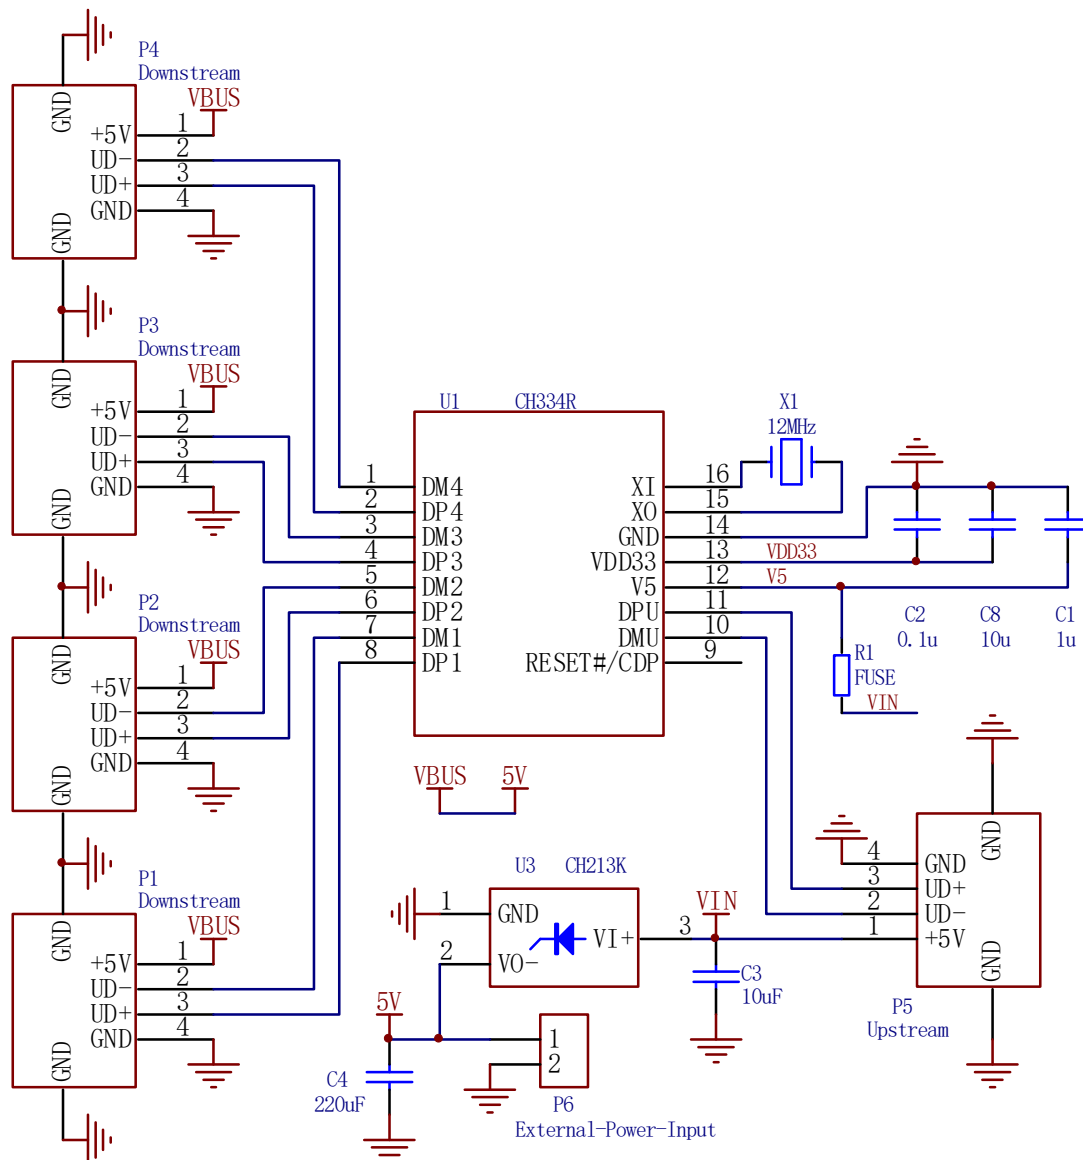 P4
Downstream
VBUS
GND
+5V 1
UD- 2
UD+ 3
GND 4
GND
P3
Downstream
VBUS
GND
+5V 1
UD- 2
UD+ 3
GND 4
GND
P2
Downstream
VBUS
GND
+5V 1
UD- 2
UD+ 3
GND 4
GND
P1
Downstream
VBUS
GND
+5V 1
UD- 2
UD+ 3
GND 4
GND
U1 CH334R
1 DM4
2 DP4
3 DM3
4 DP3
5 DM2
6 DP2
7 DM1
8 DP1
XI 16
XO 15
GND 14
VDD33 13
V5 12
DPU 11
DMU 10
RESET#/CDP 9
X1
12MHz
VDD33
V5
C2
0.1u
C8
10u
C1
1u
R1
FUSE
VIN
VBUS 5V
U3 CH213K
1 GND
2 VO-
VI+ 3
VIN
C3
10uF
GND
4 GND
3 UD+
2 UD-
1 +5V
GND
P5
Upstream
5V
C4
220uF
1
2
P6
External-Power-Input